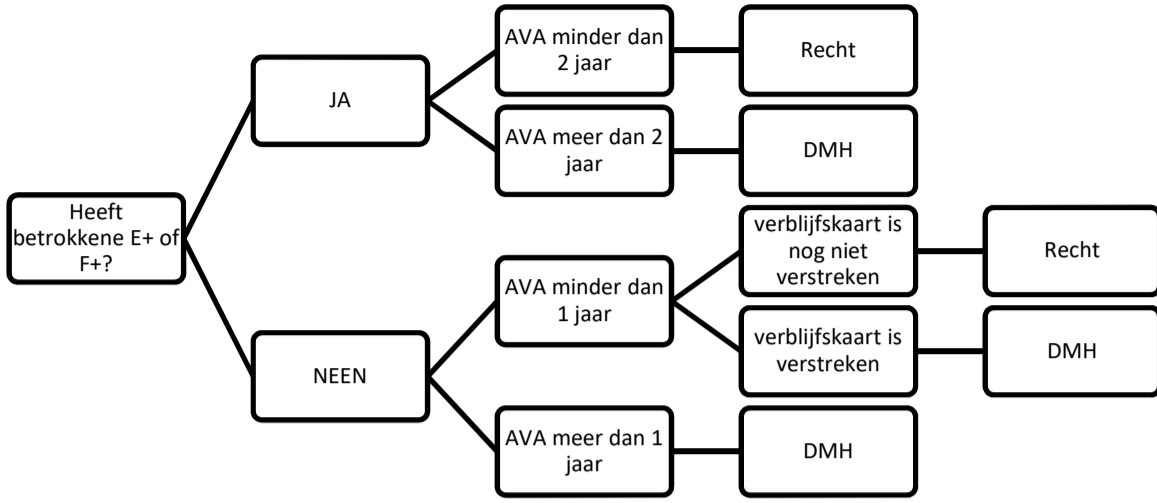 Heeft
betrokkene E+ of
F+?
JA
AVA minder dan
2 jaar
Recht
AVA meer dan 2
jaar
DMH
NEEN
AVA minder dan
1 jaar
verblijfskaart is
nog niet
verstreken
Recht
verblijfskaart is
verstreken
DMH
AVA meer dan 1
jaar
DMH